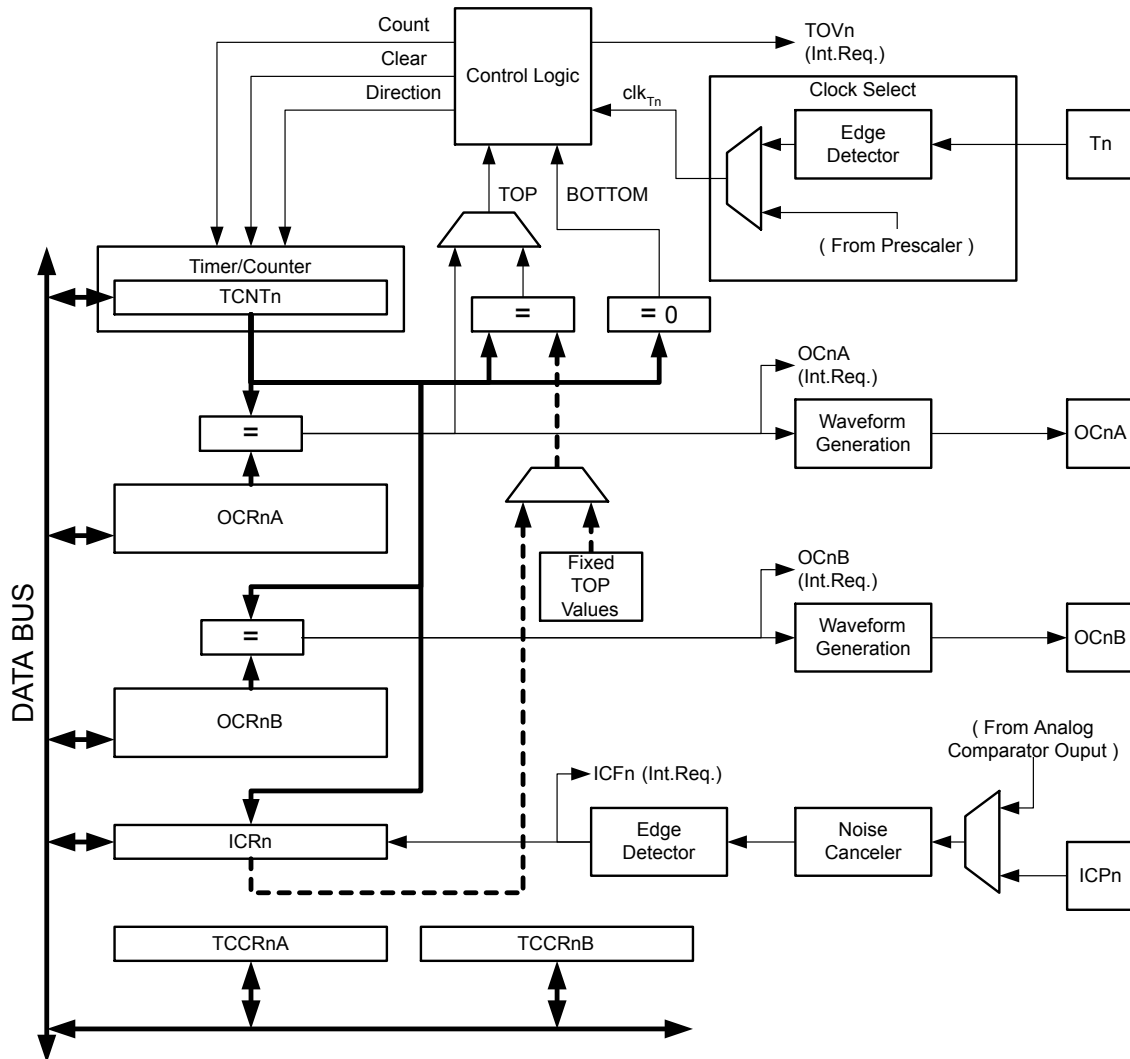 Count
Clear
Direction
Control Logic
TOVn
(Int.Req.)
clkTn
Clock Select
Edge
Detector
Tn
( From Prescaler )
TOP
BOTTOM
Timer/Counter
TCNTn
=
= 0
OCnA
(Int.Req.)
=
Waveform
Generation
OCnA
OCRnA
Fixed
TOP
Values
OCnB
(Int.Req.)
=
Waveform
Generation
OCnB
OCRnB
DATA BUS
( From Analog
Comparator Ouput )
ICFn (Int.Req.)
ICRn
Edge
Detector
Noise
Canceler
ICPn
TCCRnA
TCCRnB